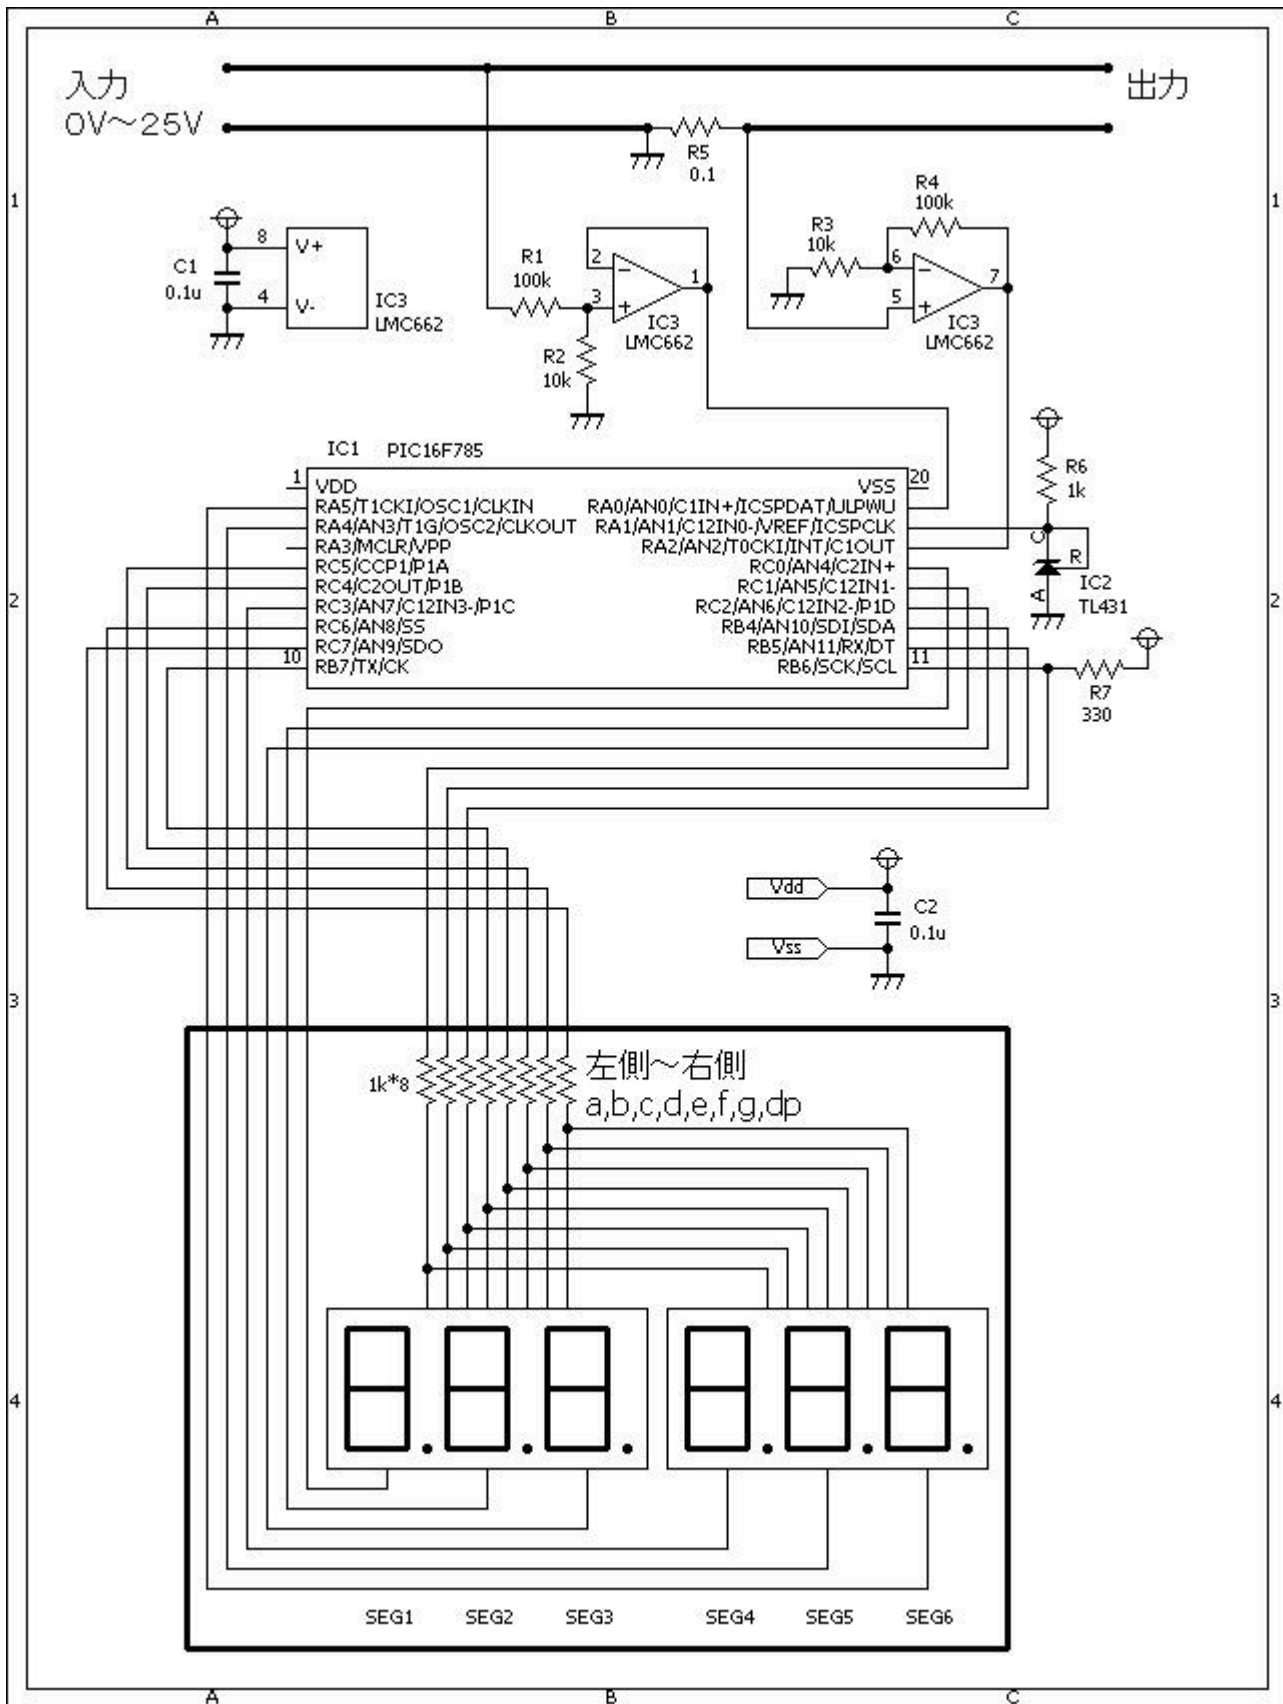 A B C
入力
0V～25V
出力
R5
0.1
1 1
R4
100k
R3
10k
8 V+
C1
0.1u
4 V-
IC3
LMC662
R1
100k
2 −
3 +
1
IC3
LMC662
6 −
5 +
7
IC3
LMC662
R2
10k
IC1 PIC16F785
1 VDD
RA5/T1CKI/OSC1/CLKIN
RA4/AN3/T1G/OSC2/CLKOUT
RA3/MCLR/VPP
RC5/CCP1/P1A
RC4/C2OUT/P1B
RC3/AN7/C12IN3-/P1C
RC6/AN8/SS
RC7/AN9/SDO
10 RB7/TX/CK
VSS 20
RA0/AN0/C1IN+/ICSPDAT/ULPWU
RA1/AN1/C12IN0-/VREF/ICSPCLK
RA2/AN2/T0CKI/INT/C1OUT
RC0/AN4/C2IN+
RC1/AN5/C12IN1-
RC2/AN6/C12IN2-/P1D
RB4/AN10/SDI/SDA
RB5/AN11/RX/DT
RB6/SCK/SCL 11
R6
1k
C
R
A
IC2
TL431
2 2
R7
330
Vdd
C2
0.1u
Vss
3 3
1k*8
左側～右側
a,b,c,d,e,f,g,dp
4 4
SEG1 SEG2 SEG3 SEG4 SEG5 SEG6
A B C